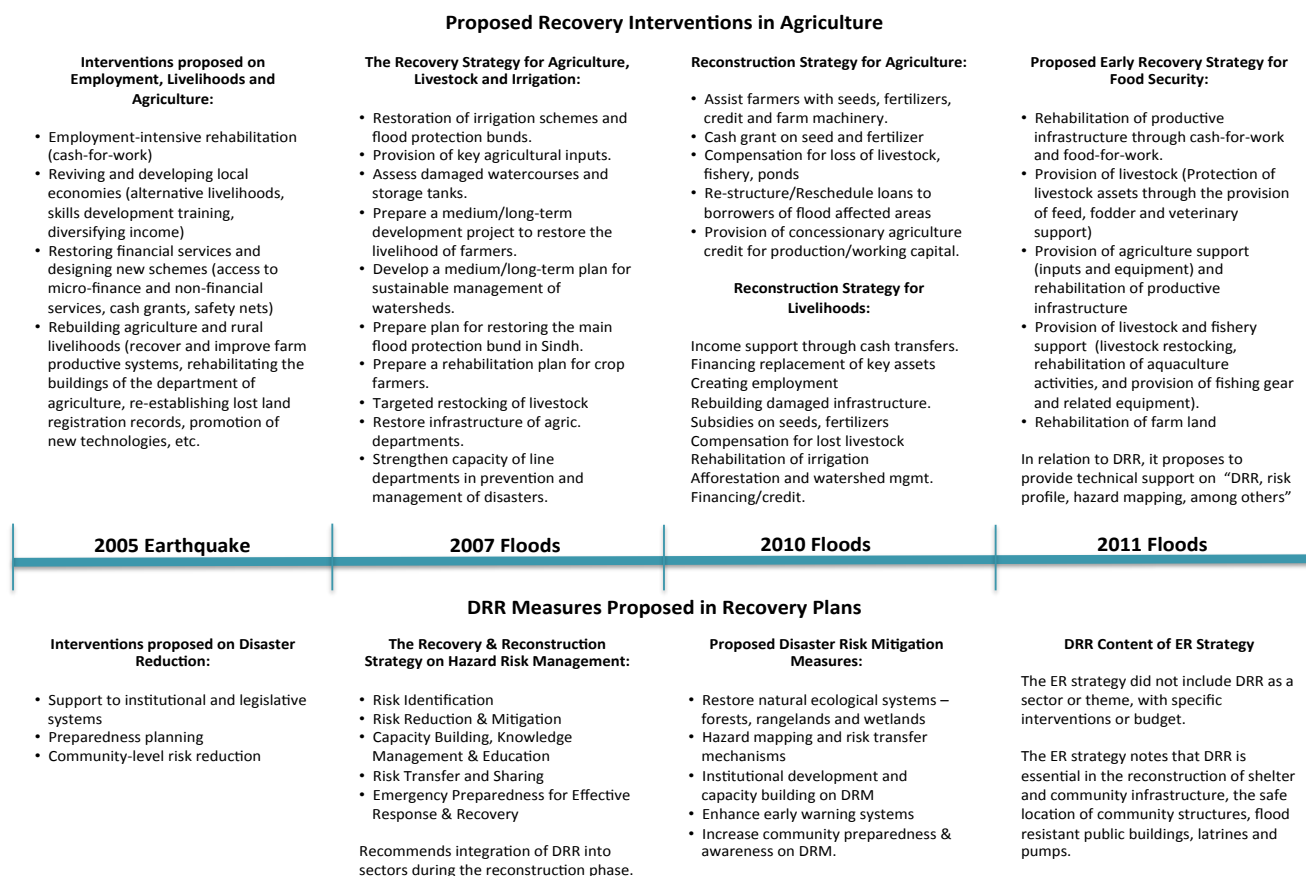 Proposed Recovery Interventions in Agriculture
Interventions proposed on
Employment, Livelihoods and
Agriculture:
• Employment-intensive rehabilitation
(cash-for-work)
• Reviving and developing local
economies (alternative livelihoods,
skills development training,
diversifying income)
• Restoring financial services and
designing new schemes (access to
micro-finance and non-financial
services, cash grants, safety nets)
• Rebuilding agriculture and rural
livelihoods (recover and improve farm
productive systems, rehabilitating the
buildings of the department of
agriculture, re-establishing lost land
registration records, promotion of
new technologies, etc.
The Recovery Strategy for Agriculture,
Livestock and Irrigation:
• Restoration of irrigation schemes and
flood protection bunds.
• Provision of key agricultural inputs.
• Assess damaged watercourses and
storage tanks.
• Prepare a medium/long-term
development project to restore the
livelihood of farmers.
• Develop a medium/long-term plan for
sustainable management of
watersheds.
• Prepare plan for restoring the main
flood protection bund in Sindh.
• Prepare a rehabilitation plan for crop
farmers.
• Targeted restocking of livestock
• Restore infrastructure of agric.
departments.
• Strengthen capacity of line
departments in prevention and
management of disasters.
Reconstruction Strategy for Agriculture:
• Assist farmers with seeds, fertilizers,
credit and farm machinery.
• Cash grant on seed and fertilizer
• Compensation for loss of livestock,
fishery, ponds
• Re-structure/Reschedule loans to
borrowers of flood affected areas
• Provision of concessionary agriculture
credit for production/working capital.
Reconstruction Strategy for
Livelihoods:
Income support through cash transfers.
Financing replacement of key assets
Creating employment
Rebuilding damaged infrastructure.
Subsidies on seeds, fertilizers
Compensation for lost livestock
Rehabilitation of irrigation
Afforestation and watershed mgmt.
Financing/credit.
Proposed Early Recovery Strategy for
Food Security:
• Rehabilitation of productive
infrastructure through cash-for-work
and food-for-work.
• Provision of livestock (Protection of
livestock assets through the provision
of feed, fodder and veterinary
support)
• Provision of agriculture support
(inputs and equipment) and
rehabilitation of productive
infrastructure
• Provision of livestock and fishery
support (livestock restocking,
rehabilitation of aquaculture
activities, and provision of fishing gear
and related equipment).
• Rehabilitation of farm land
In relation to DRR, it proposes to
provide technical support on “DRR, risk
profile, hazard mapping, among others”
2005 Earthquake
2007 Floods
2010 Floods
2011 Floods
DRR Measures Proposed in Recovery Plans
Interventions proposed on Disaster
Reduction:
• Support to institutional and legislative
systems
• Preparedness planning
• Community-level risk reduction
The Recovery & Reconstruction
Strategy on Hazard Risk Management:
• Risk Identification
• Risk Reduction & Mitigation
• Capacity Building, Knowledge
Management & Education
• Risk Transfer and Sharing
• Emergency Preparedness for Effective
Response & Recovery
Recommends integration of DRR into
sectors during the reconstruction phase.
Proposed Disaster Risk Mitigation
Measures:
• Restore natural ecological systems –
forests, rangelands and wetlands
• Hazard mapping and risk transfer
mechanisms
• Institutional development and
capacity building on DRM
• Enhance early warning systems
• Increase community preparedness &
awareness on DRM.
DRR Content of ER Strategy
The ER strategy did not include DRR as a
sector or theme, with specific
interventions or budget.
The ER strategy notes that DRR is
essential in the reconstruction of shelter
and community infrastructure, the safe
location of community structures, flood
resistant public buildings, latrines and
pumps.